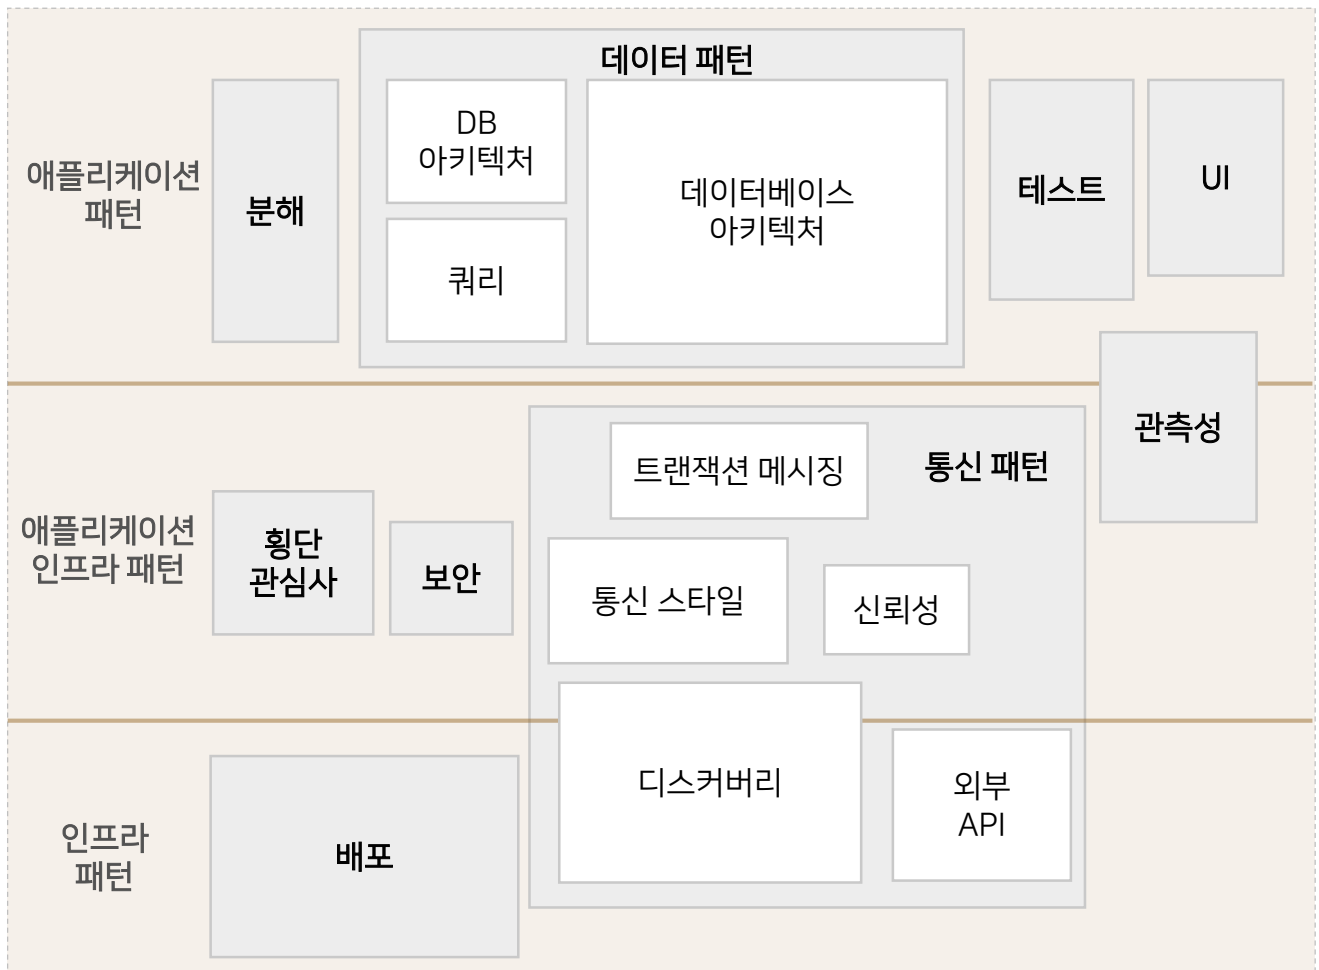 데이터 패턴
애플리케이션
패턴
분해
DB
아키텍처
쿼리
데이터베이스
아키텍처
테스트
UI
관측성
애플리케이션
인프라 패턴
횡단
관심사
보안
통신 패턴
트랜잭션 메시징
통신 스타일
신뢰성
디스커버리
외부
API
인프라
패턴
배포